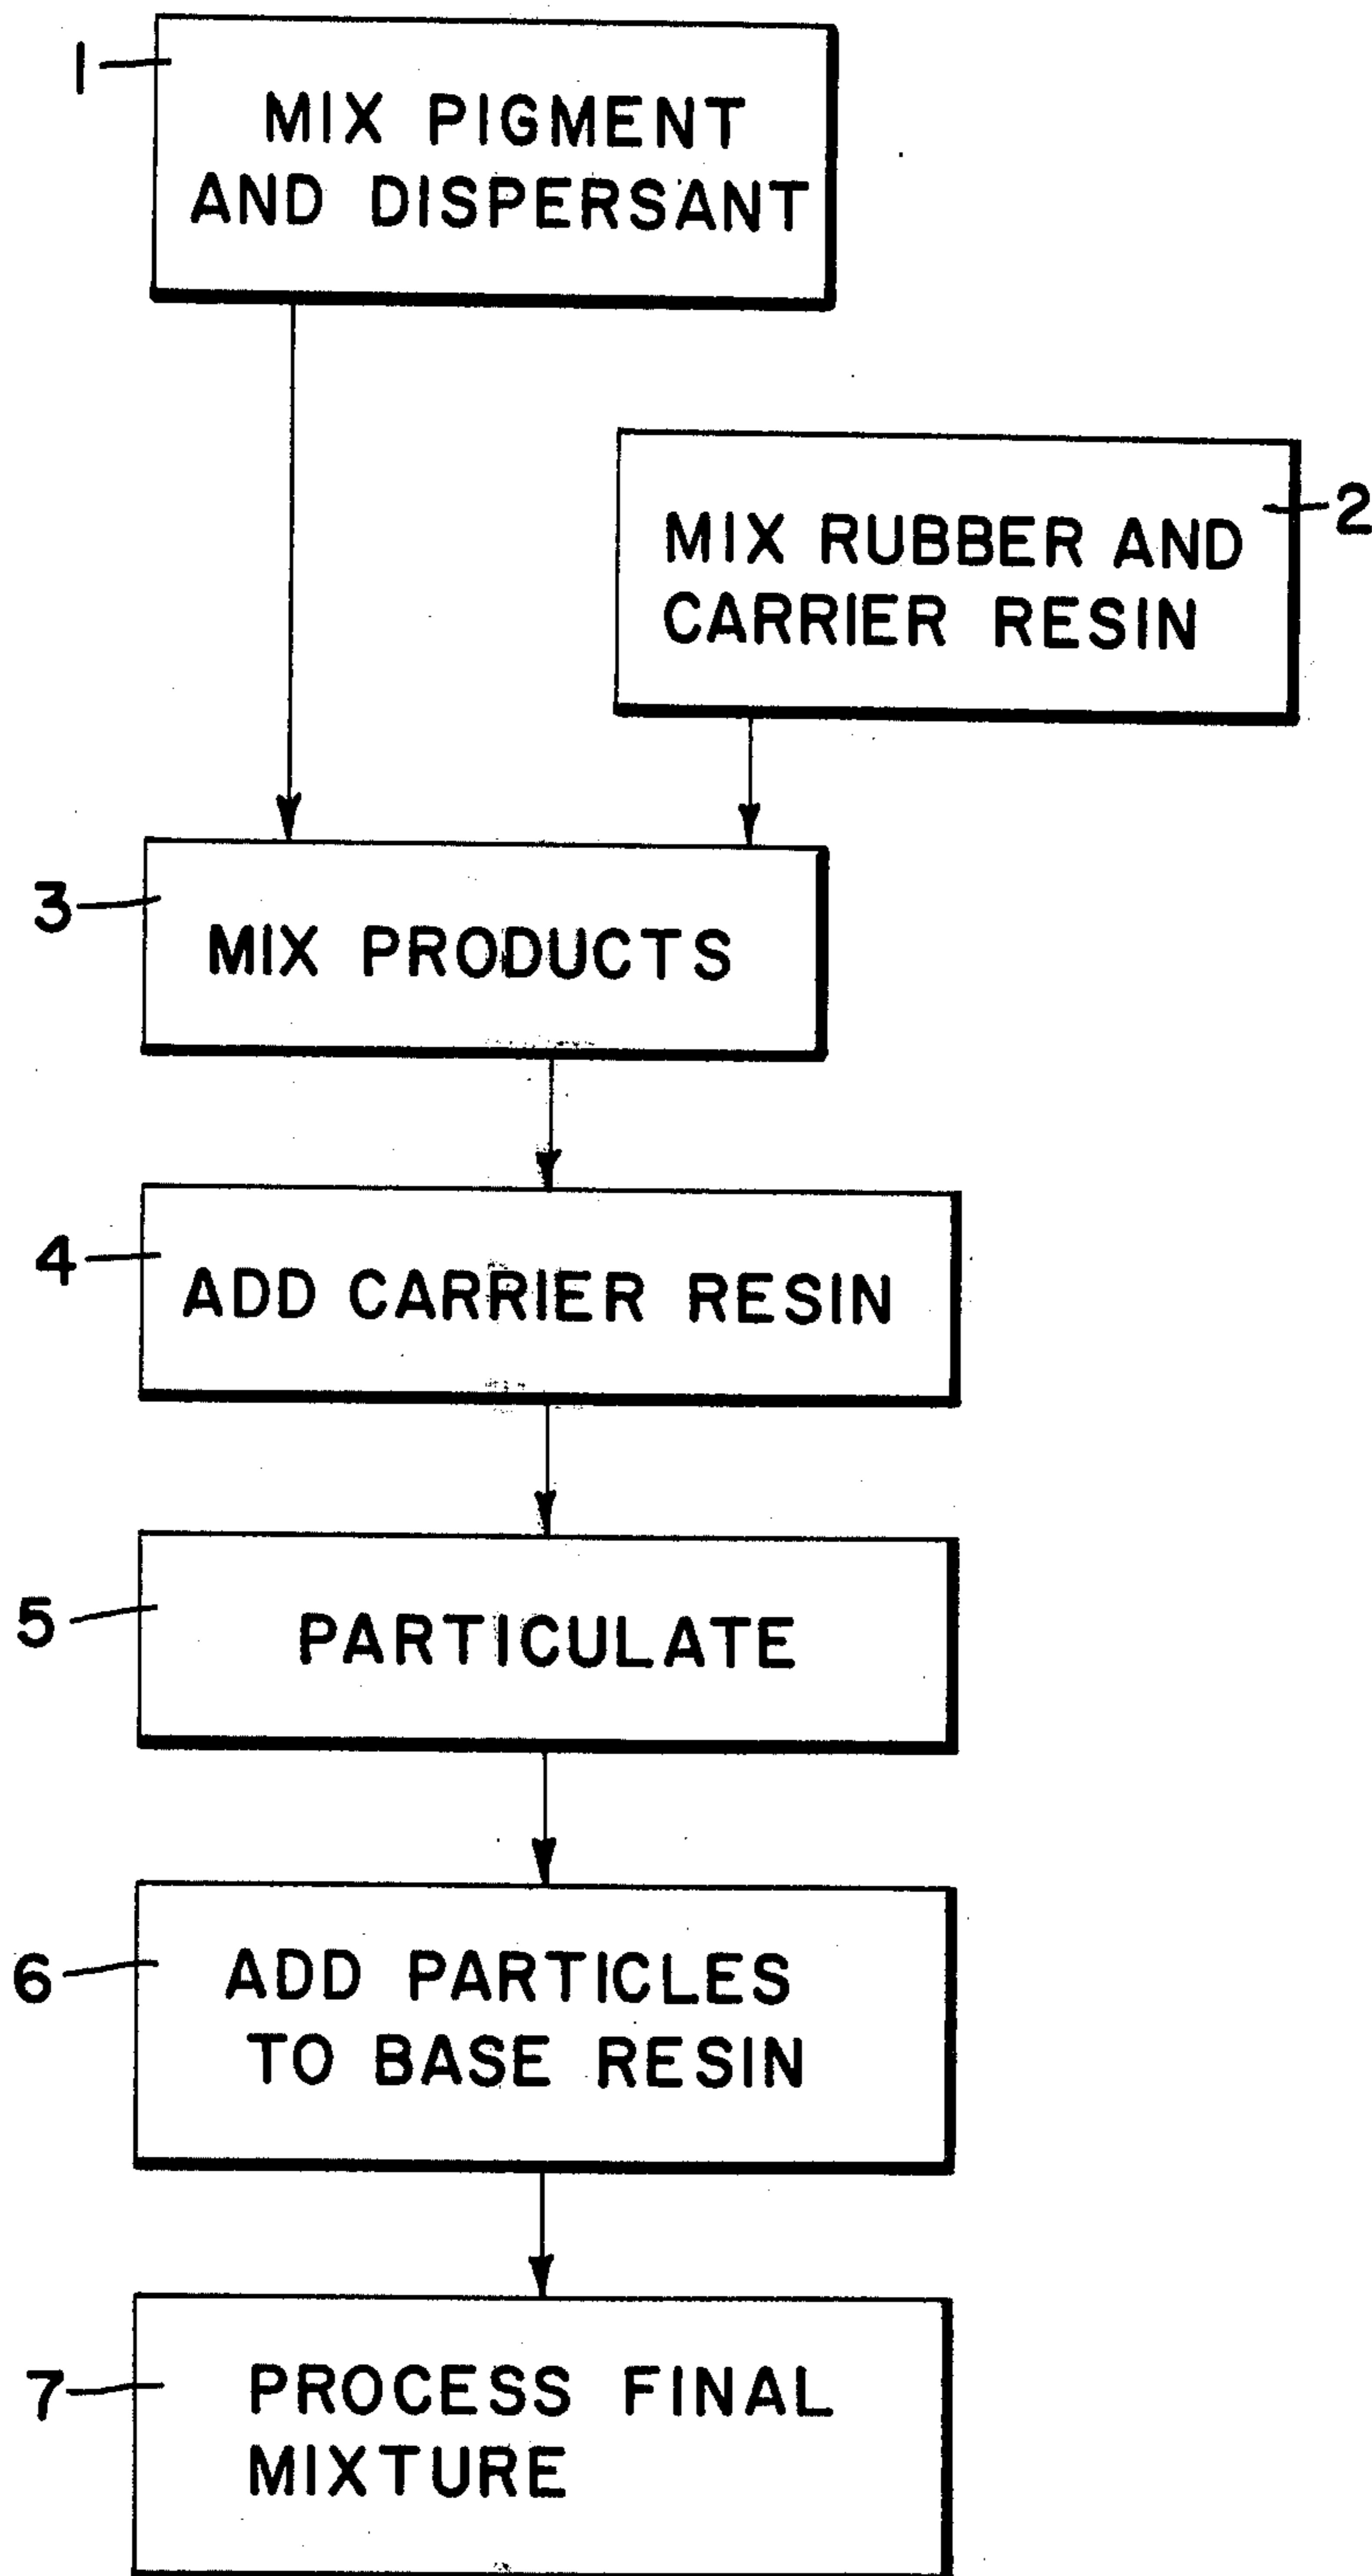 1
MIX PIGMENT
AND DISPERSANT
2
MIX RUBBER AND
CARRIER RESIN
3
MIX PRODUCTS
4
ADD CARRIER RESIN
5
PARTICULATE
6
ADD PARTICLES
TO BASE RESIN
7
PROCESS FINAL
MIXTURE